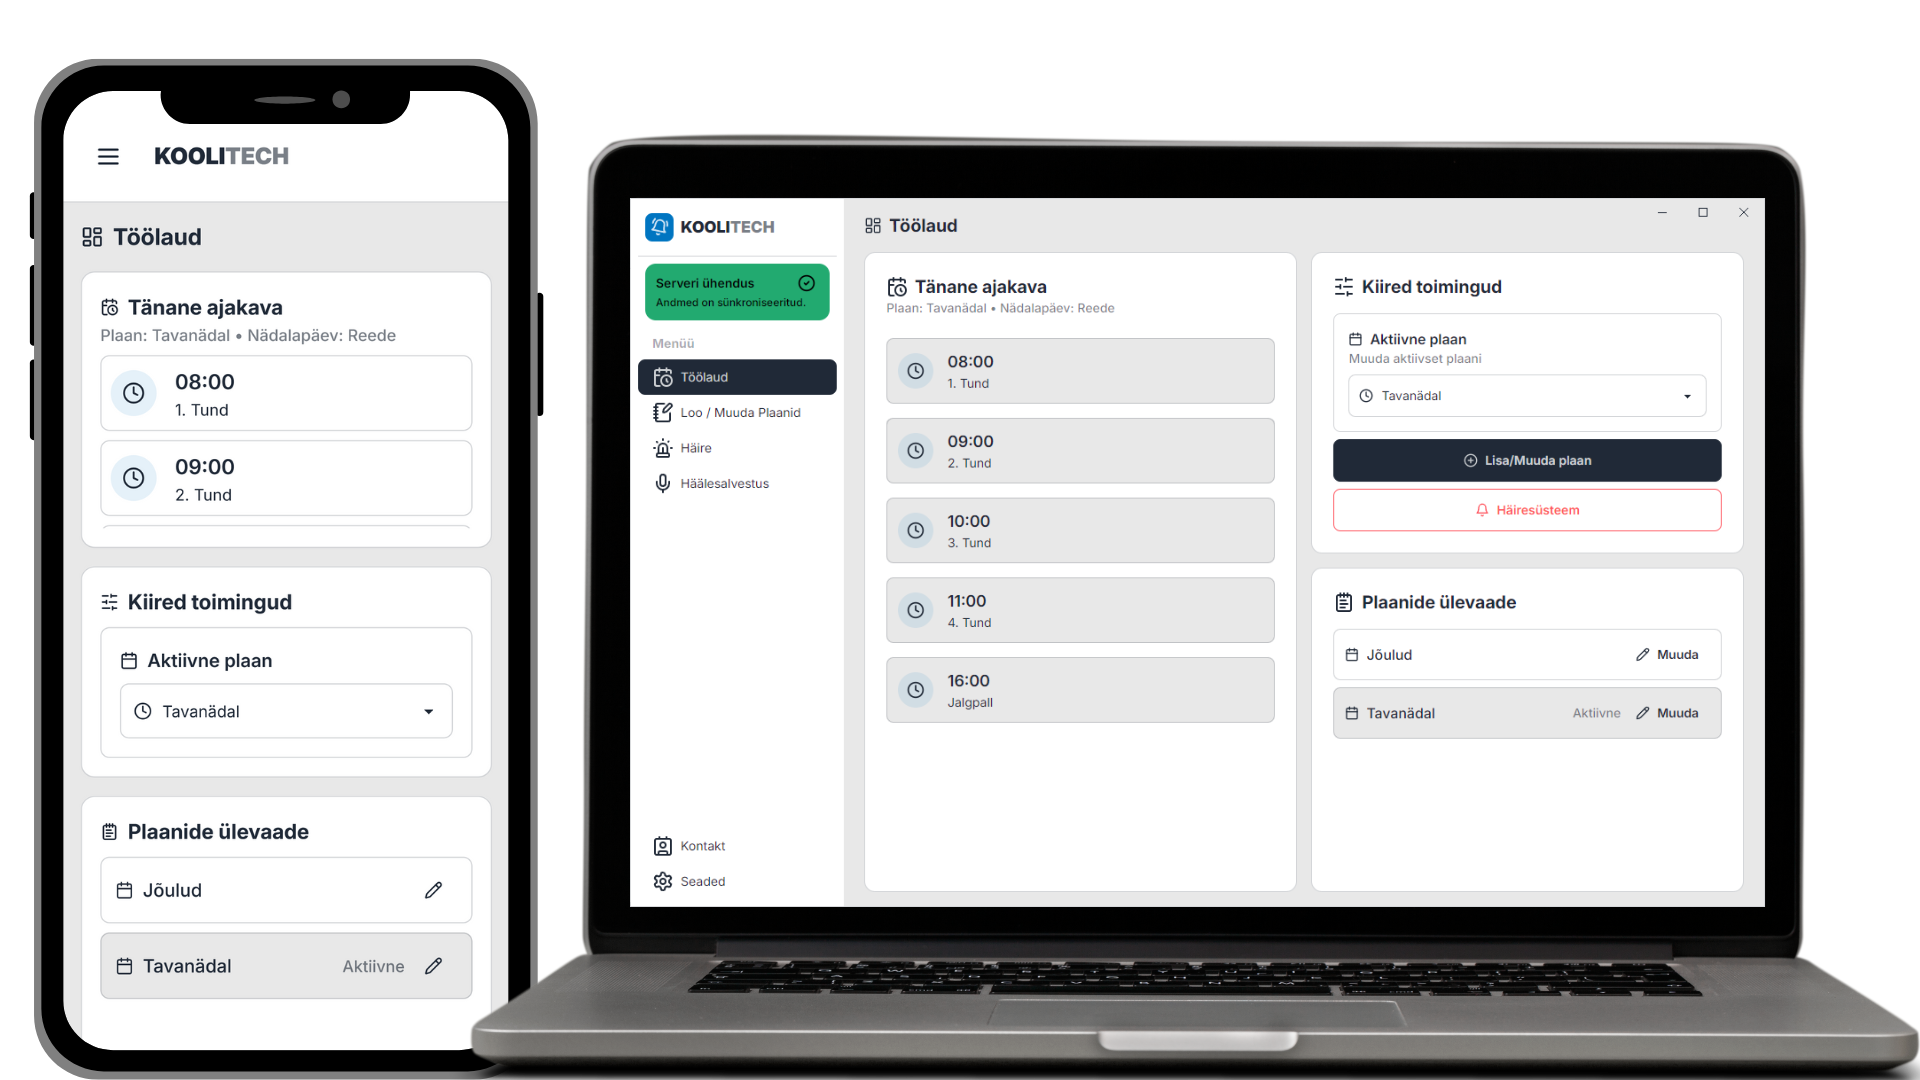 KOOLITECH
Töölaud
Tänane ajakava
Plaan: Tavanädal • Nädalapäev: Reede
08:00
1. Tund
09:00
2. Tund
Kiired toimingud
Aktiivne plaan
Tavanädal
Plaanide ülevaade
Jõulud
Tavanädal Aktiivne
KOOLITECH
Serveri ühendus
Andmed on sünkroniseeritud.
Menüü
Töölaud
Loo / Muuda Plaanid
Häire
Häälesalvestus
Kontakt
Seaded
Töölaud
Tänane ajakava
Plaan: Tavanädal • Nädalapäev: Reede
08:00
1. Tund
09:00
2. Tund
10:00
3. Tund
11:00
4. Tund
16:00
Jalgpall
Kiired toimingud
Aktiivne plaan
Muuda aktiivset plaani
Tavanädal
Lisa/Muuda plaan
Häiresüsteem
Plaanide ülevaade
Jõulud Muuda
Tavanädal Aktiivne Muuda